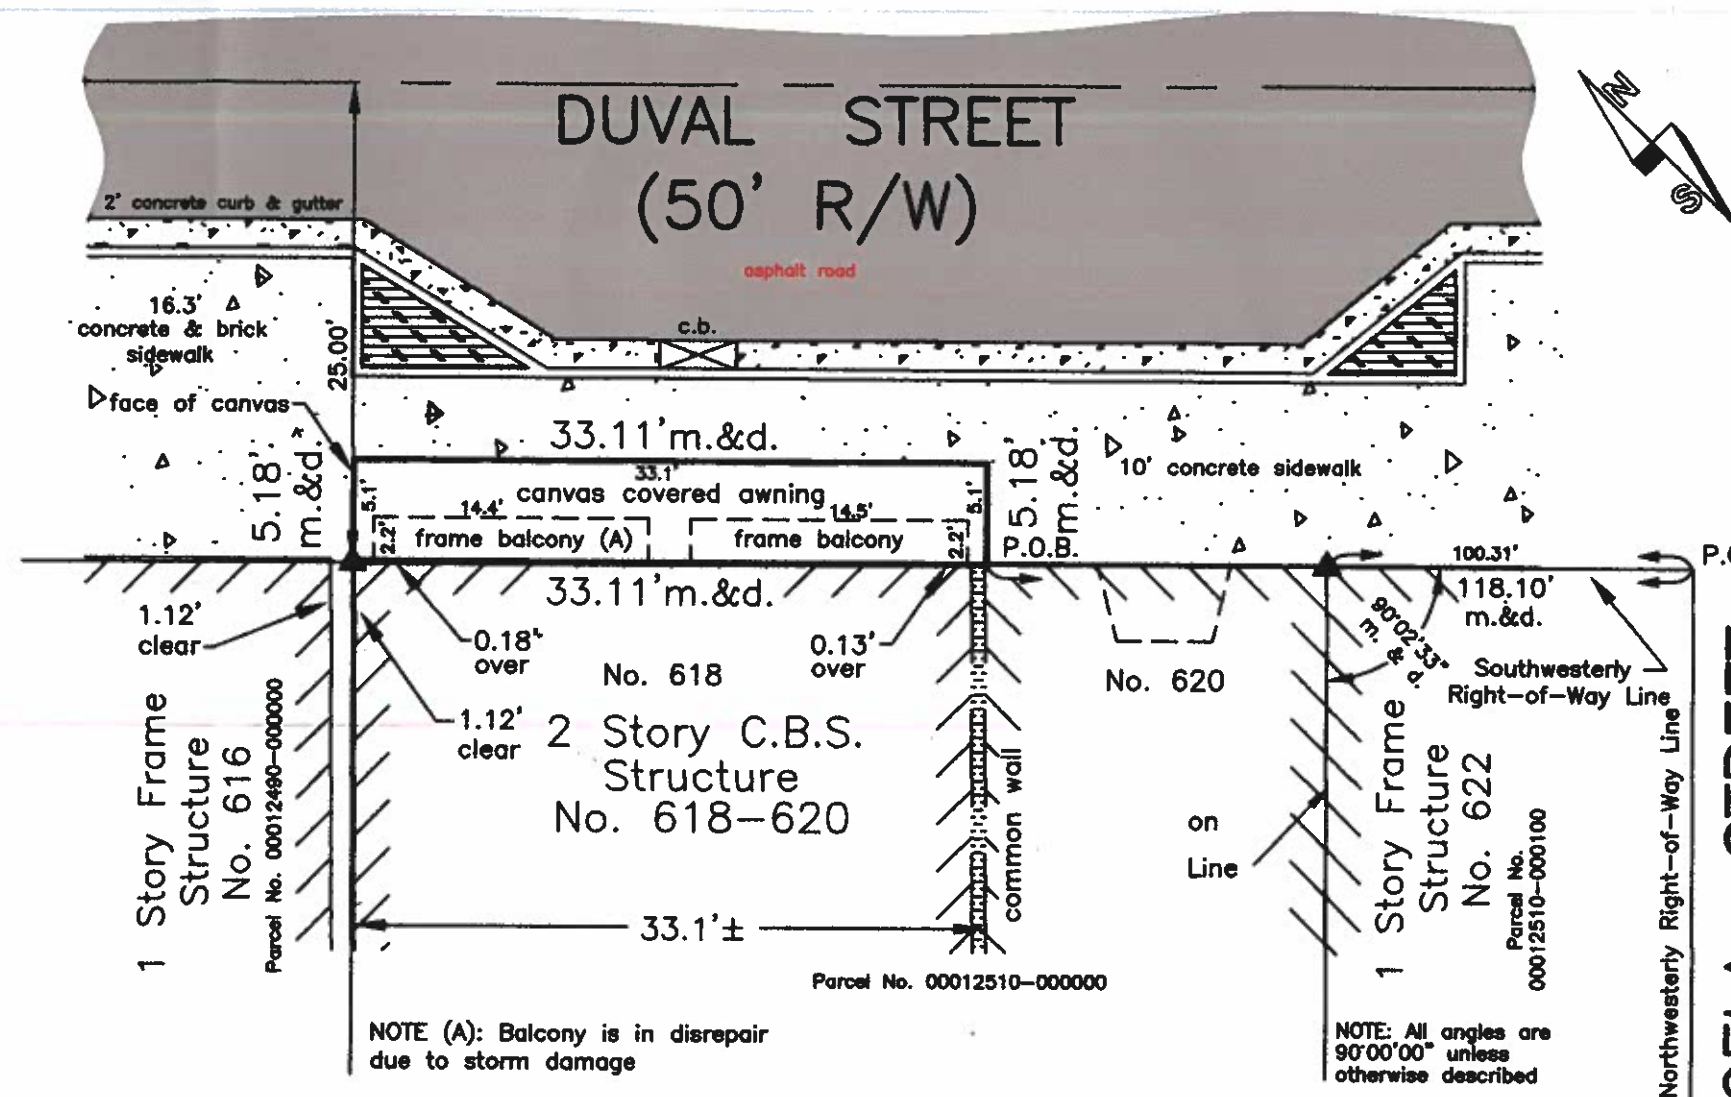 DUVAL STREET
(50' R/W)
asphalt road
N
S
2' concrete curb & gutter
16.3'
concrete & brick
sidewalk
25.00'
c.b.
face of canvas
33.11'm.&d.
5.18'
m.&d.
33.1'
canvas covered awning
5.1'
5.1'
14.4'
14.5'
2.2'
frame balcony (A)
frame balcony
2.2'
5.18'
m.&d.
10' concrete sidewalk
P.O.B.
100.31'
118.10'
m.&d.
33.11'm.&d.
1.12'
clear
0.18'
over
0.13'
over
No. 618
No. 620
90°02'33"
m. & d.
Southwesterly
Right-of-Way Line
1.12'
clear
2 Story C.B.S.
Structure
No. 618-620
1 Story Frame
Structure
No. 616
Parcel No. 00012490-000000
common wall
on
Line
1 Story Frame
Structure
No. 622
Parcel No.
00012510-000100
Northwesterly Right-of-Way Line
33.1'±
Parcel No. 00012510-000000
NOTE (A): Balcony is in disrepair
due to storm damage
NOTE: All angles are
90°00'00" unless
otherwise described